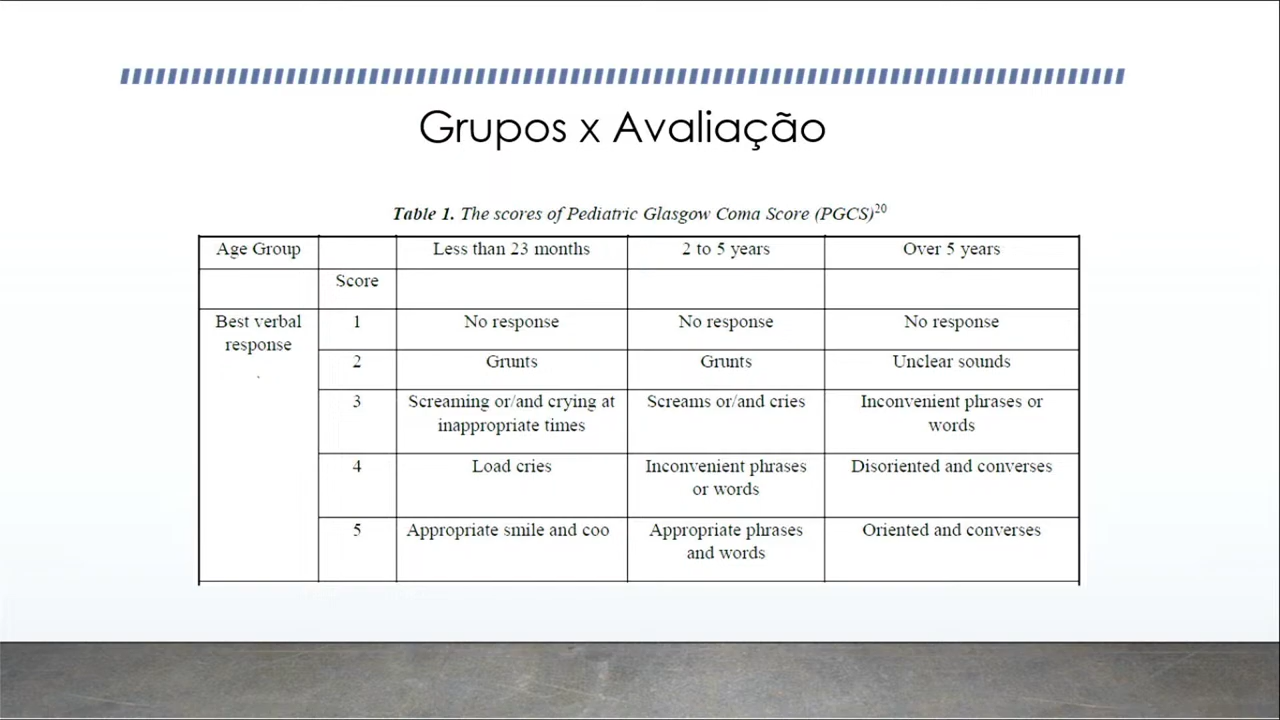 Grupos x Avaliação
Table 1. The scores of Pediatric Glasgow Coma Score (PGCS)20
Age Group Less than 23 months 2 to 5 years Over 5 years
Score
Best verbal response 1 No response No response No response
2 Grunts Grunts Unclear sounds
3 Screaming or/and crying at inappropriate times Screams or/and cries Inconvenient phrases or words
4 Load cries Inconvenient phrases or words Disoriented and converses
5 Appropriate smile and coo Appropriate phrases and words Oriented and converses